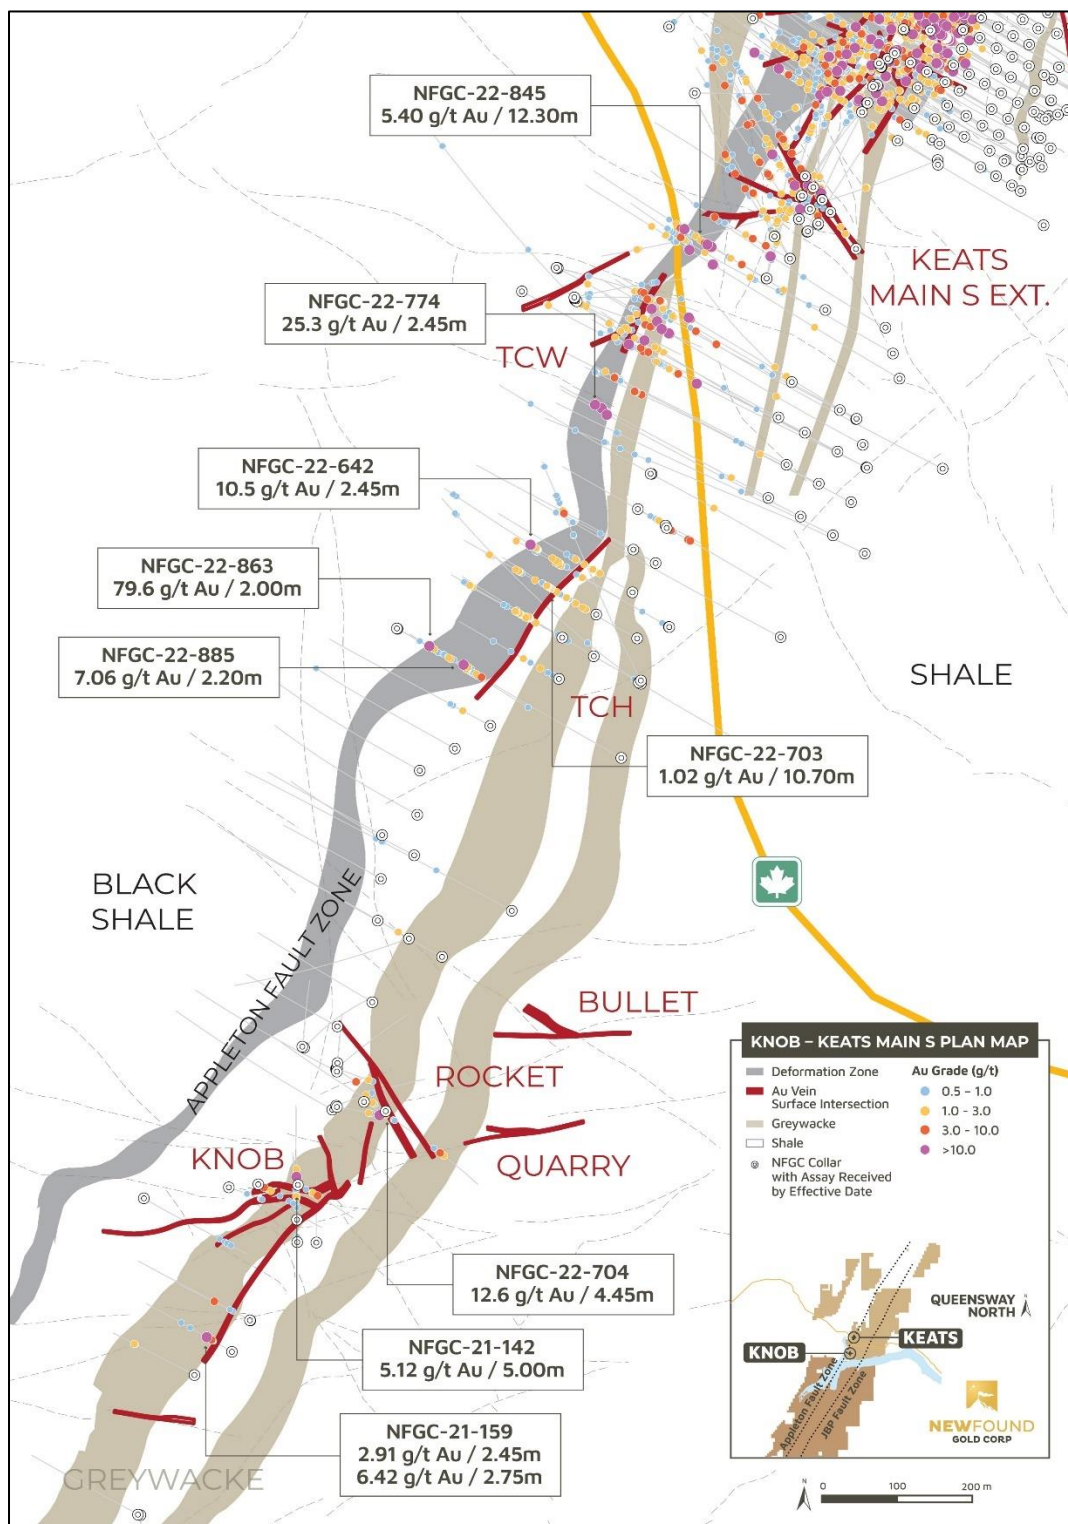 NFGC-22-845
5.40 g/t Au / 12.30m
KEATS
MAIN S EXT.
NFGC-22-774
25.3 g/t Au / 2.45m
TCW
NFGC-22-642
10.5 g/t Au / 2.45m
NFGC-22-863
79.6 g/t Au / 2.00m
NFGC-22-885
7.06 g/t Au / 2.20m
SHALE
TCH
NFGC-22-703
1.02 g/t Au / 10.70m
BLACK
SHALE
APPLETON FAULT ZONE
BULLET
ROCKET
KNOB
QUARRY
NFGC-22-704
12.6 g/t Au / 4.45m
NFGC-21-142
5.12 g/t Au / 5.00m
NFGC-21-159
2.91 g/t Au / 2.45m
6.42 g/t Au / 2.75m
GREYWACKE
KNOB – KEATS MAIN S PLAN MAP
Deformation Zone
Au Vein
Surface Intersection
Greywacke
Shale
NFGC Collar
with Assay Received
by Effective Date
Au Grade (g/t)
0.5 – 1.0
1.0 - 3.0
3.0 – 10.0
>10.0
QUEENSWAY
NORTH
N
KEATS
KNOB
Appleton Fault Zone
JBP Fault Zone
NEWFOUND
GOLD CORP
N
0 100 200 m